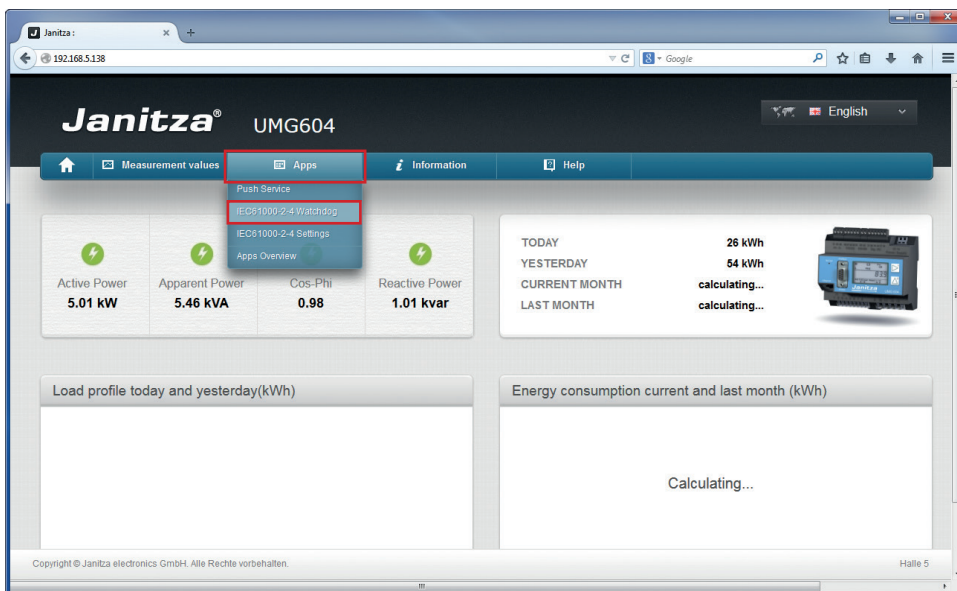 Janitza :
192.168.5.138
Google
Janitza® UMG604
English
Measurement values Apps Information Help
Push Service
IEC61000-2-4 Watchdog
IEC61000-2-4 Settings
Apps Overview
Active Power Apparent Power Cos-Phi Reactive Power
5.01 kW 5.46 kVA 0.98 1.01 kvar
TODAY 26 kWh
YESTERDAY 54 kWh
CURRENT MONTH calculating...
LAST MONTH calculating...
Janitza
Load profile today and yesterday(kWh)
Energy consumption current and last month (kWh)
Calculating...
Copyright © Janitza electronics GmbH. Alle Rechte vorbehalten.
Halle 5